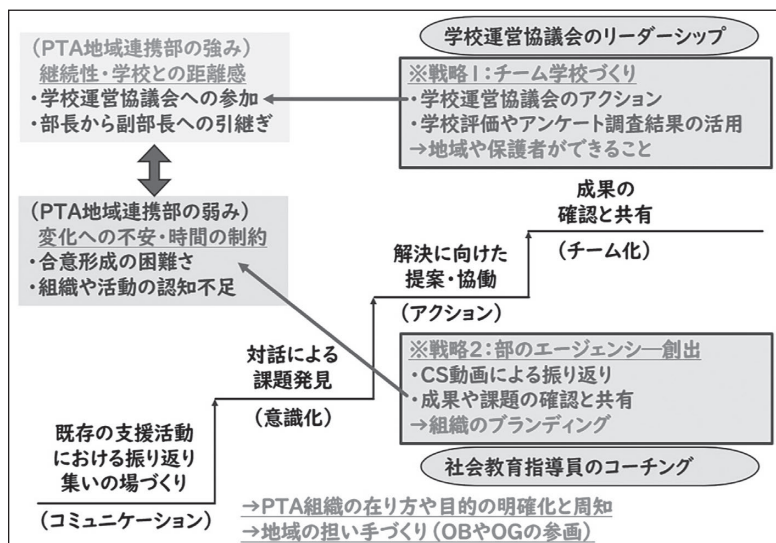 学校運営協議会のリーダーシップ
(PTA地域連携部の強み)
継続性・学校との距離感
・学校運営協議会への参加
・部長から副部長への引継ぎ
※戦略1:チーム学校づくり
・学校運営協議会のアクション
・学校評価やアンケート調査結果の活用
→地域や保護者ができること
(PTA地域連携部の弱み)
変化への不安・時間の制約
・合意形成の困難さ
・組織や活動の認知不足
成果の
確認と共有
(チーム化)
解決に向けた
提案・協働
(アクション)
対話による
課題発見
(意識化)
既存の支援活動
における振り返り
集いの場づくり
(コミュニケーション)
※戦略2:部のエージェンシー創出
・CS動画による振り返り
・成果や課題の確認と共有
→組織のブランディング
社会教育指導員のコーチング
→PTA組織の在り方や目的の明確化と周知
→地域の担い手づくり(OBやOGの参画)